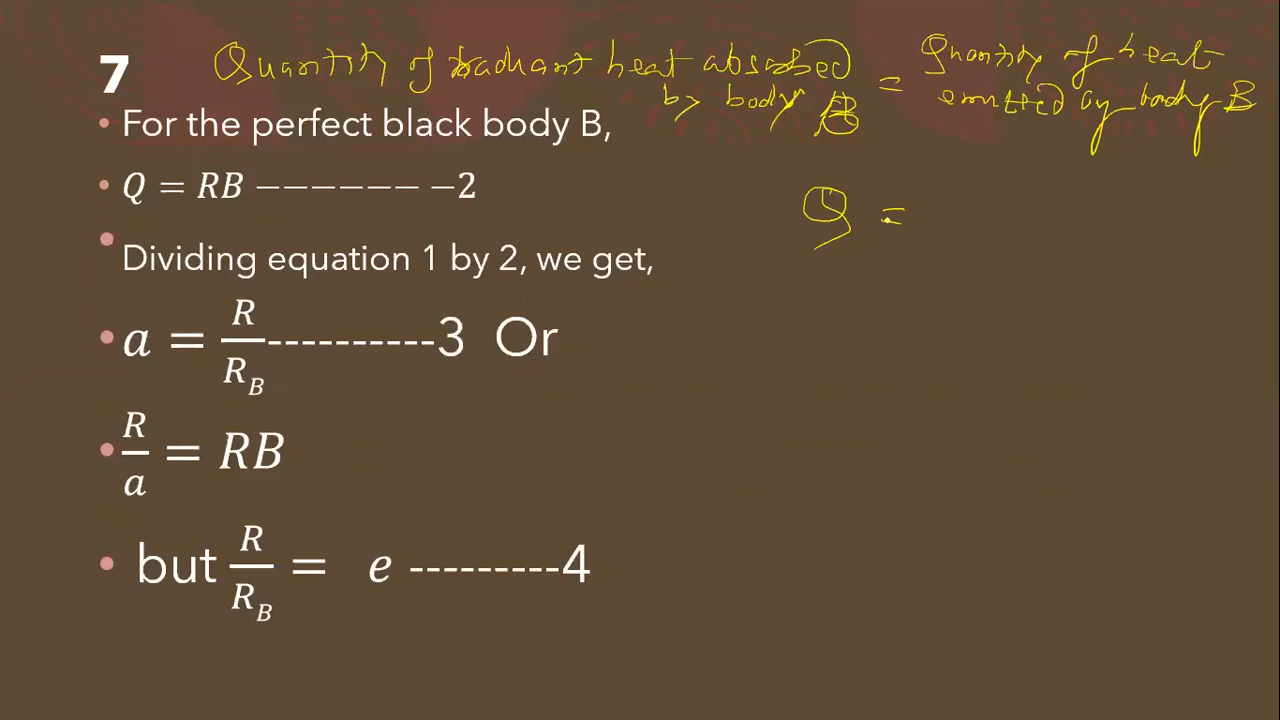 7
Quantity of radiant heat absorbed by body B = Quantity of heat emitted by body B
• For the perfect black body B,
• Q = RB −−−−−−−2
Q =
• Dividing equation 1 by 2, we get,
• a = R/R_B ----------3 Or
• R/a = RB
• but R/R_B = e ---------4